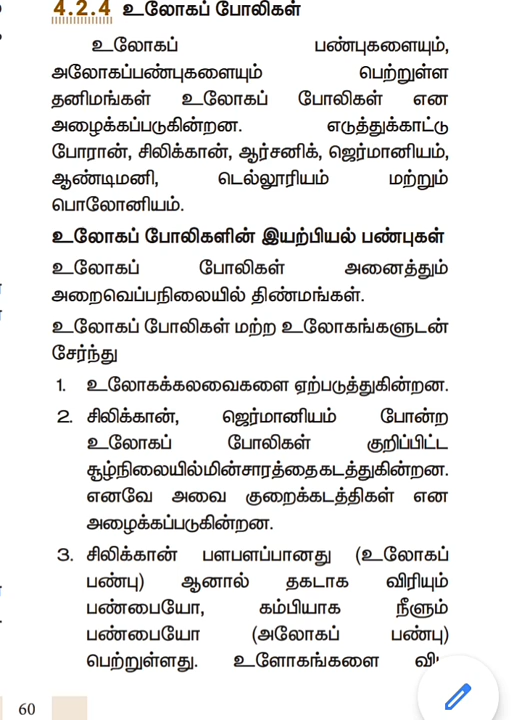 4.2.4 உலோகப் போலிகள்
உலோகப் பண்புகளையும்,
அலோகப்பண்புகளையும் பெற்றுள்ள
தனிமங்கள் உலோகப் போலிகள் என
அழைக்கப்படுகின்றன. எடுத்துக்காட்டு
போரான், சிலிக்கான், ஆர்சனிக், ஜெர்மானியம்,
ஆண்டிமனி, டெல்லூரியம் மற்றும்
பொலோனியம்.
உலோகப் போலிகளின் இயற்பியல் பண்புகள்
உலோகப் போலிகள் அனைத்தும்
அறைவெப்பநிலையில் திண்மங்கள்.
உலோகப் போலிகள் மற்ற உலோகங்களுடன்
சேர்ந்து
1. உலோகக்கலவைகளை ஏற்படுத்துகின்றன.
2. சிலிக்கான், ஜெர்மானியம் போன்ற
உலோகப் போலிகள் குறிப்பிட்ட
சூழ்நிலையில்மின்சாரத்தைகடத்துகின்றன.
எனவே அவை குறைக்கடத்திகள் என
அழைக்கப்படுகின்றன.
3. சிலிக்கான் பளபளப்பானது (உலோகப்
பண்பு) ஆனால் தகடாக விரியும்
பண்பையோ, கம்பியாக நீளும்
பண்பையோ (அலோகப் பண்பு)
பெற்றுள்ளது. உளோகங்களை
60